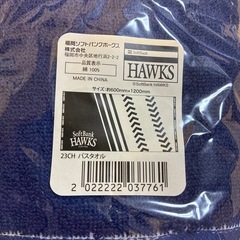 福岡ソフトバンクホークス
株式会社
福岡市中央区地行浜2-2-2
品質表示
綿 100%
MADE IN CHINA
SoftBank
HAWKS
©SoftBank HAWKS
サイズ:約600mm×1200mm
SoftBank
HAWKS
23CH バスタオル
2 022222 037761